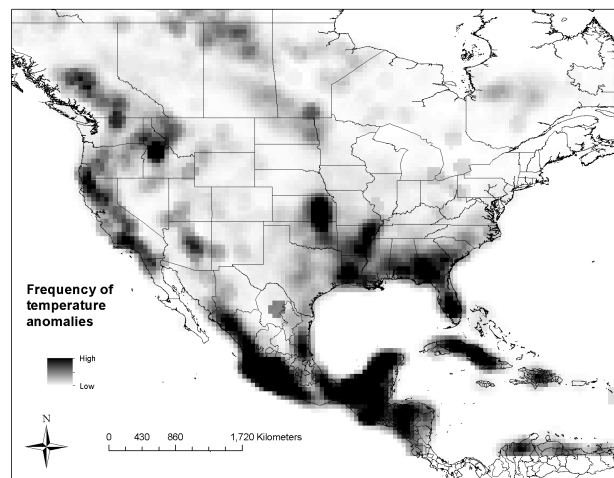 Frequency of
temperature
anomalies
High
Low
N
0 430 860 1,720 Kilometers